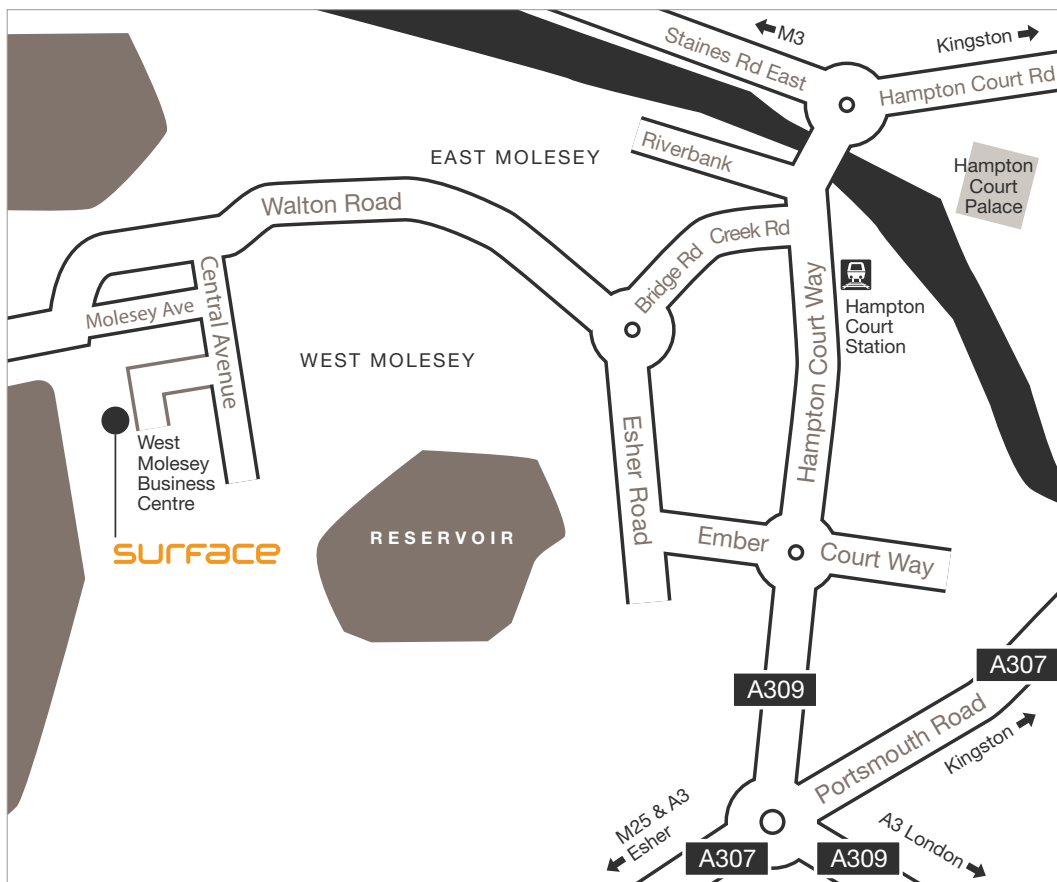 M3
Kingston
Staines Rd East
Hampton Court Rd
Riverbank
EAST MOLESEY
Hampton
Court
Palace
Walton Road
Creek Rd
Bridge Rd
Central Avenue
Molesey Ave
Hampton Court Way
Hampton
Court
Station
WEST MOLESEY
West
Molesey
Business
Centre
surface
Esher Road
RESERVOIR
Ember
Court Way
A307
A309
Portsmouth Road
Kingston
M25 & A3
Esher
A3 London
A307
A309